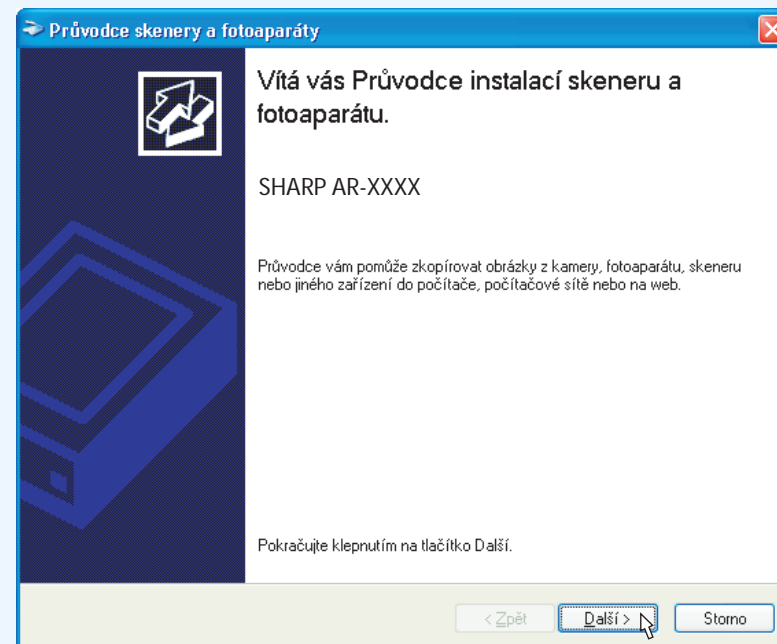 Průvodce skenery a fotoaparáty
Vítá vás Průvodce instalací skeneru a
fotoaparátu.
SHARP AR-XXXX
Průvodce vám pomůže zkopírovat obrázky z kamery, fotoaparátu, skeneru
nebo jiného zařízení do počítače, počítačové sítě nebo na web.
Pokračujte klepnutím na tlačítko Další.
< Zpět Další > Storno